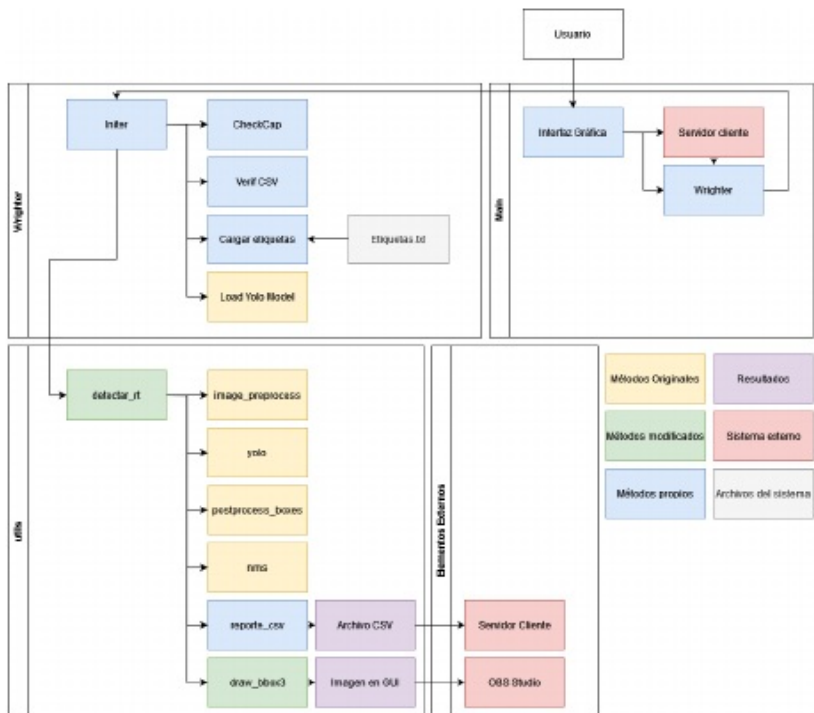 Usuario
Wrighter
Initer
CheckCap
Verif CSV
Cargar etiquetas
Etiquetas.txt
Load Yolo Model
Main
Interfaz Gráfica
Servidor cliente
Wrighter
utils
detectar_rt
image_preprocess
yolo
postprocess_boxes
nms
reporte_csv
Archivo CSV
draw_bbox3
Imagen en GUI
Elementos Externos
Servidor Cliente
OBS Studio
Métodos Originales
Resultados
Métodos modificados
Sistema externo
Métodos propios
Archivos del sistema